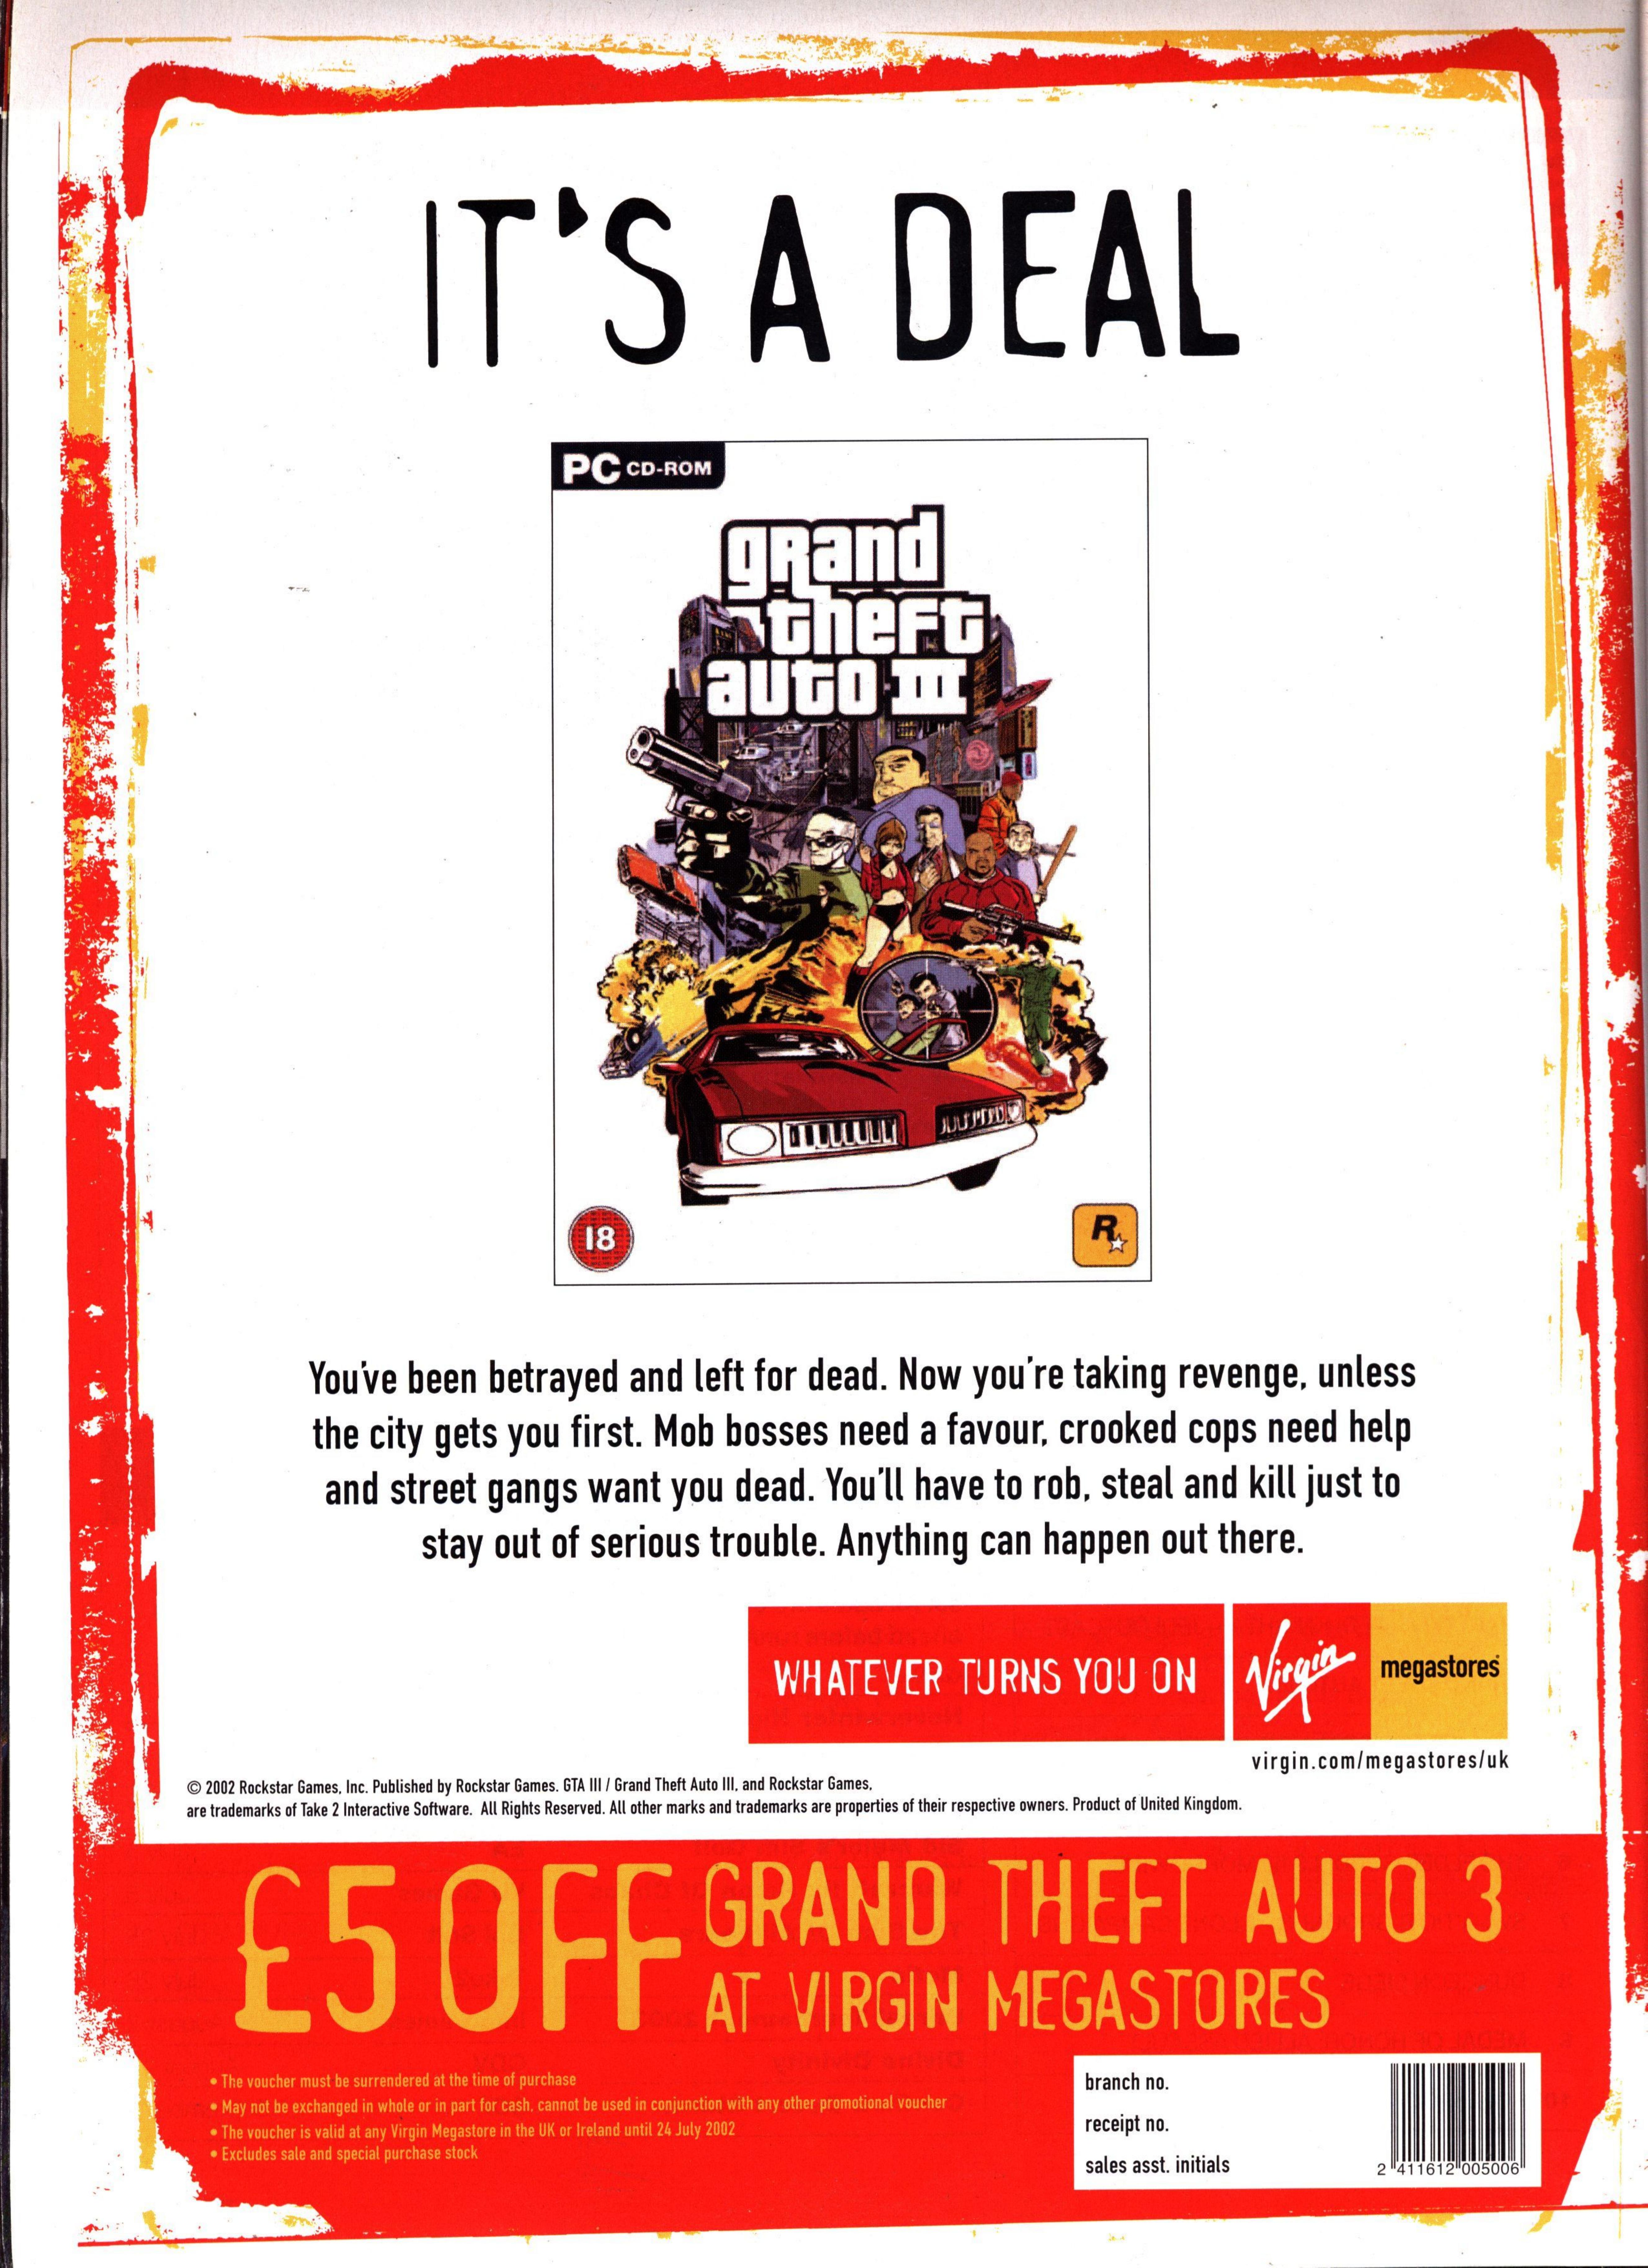 IT'S A DEAL
PC CD-ROM
grand
theft
auto III
18
R
You've been betrayed and left for dead. Now you're taking revenge, unless
the city gets you first. Mob bosses need a favour, crooked cops need help
and street gangs want you dead. You'll have to rob, steal and kill just to
stay out of serious trouble. Anything can happen out there.
WHATEVER TURNS YOU ON
Virgin megastores
virgin.com/megastores/uk
© 2002 Rockstar Games, Inc. Published by Rockstar Games. GTA III / Grand Theft Auto III, and Rockstar Games,
are trademarks of Take 2 Interactive Software. All Rights Reserved. All other marks and trademarks are properties of their respective owners. Product of United Kingdom.
£5 OFF GRAND THEFT AUTO 3
AT VIRGIN MEGASTORES
• The voucher must be surrendered at the time of purchase
• May not be exchanged in whole or in part for cash, cannot be used in conjunction with any other promotional voucher
• The voucher is valid at any Virgin Megastore in the UK or Ireland until 24 July 2002
• Excludes sale and special purchase stock
branch no.
receipt no.
sales asst. initials
2 411612 005006